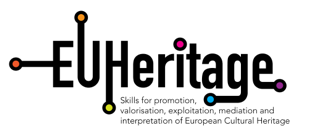 EUHeritage
Skills for promotion,
valorisation, exploitation, mediation and
interpretation of European Cultural Heritage